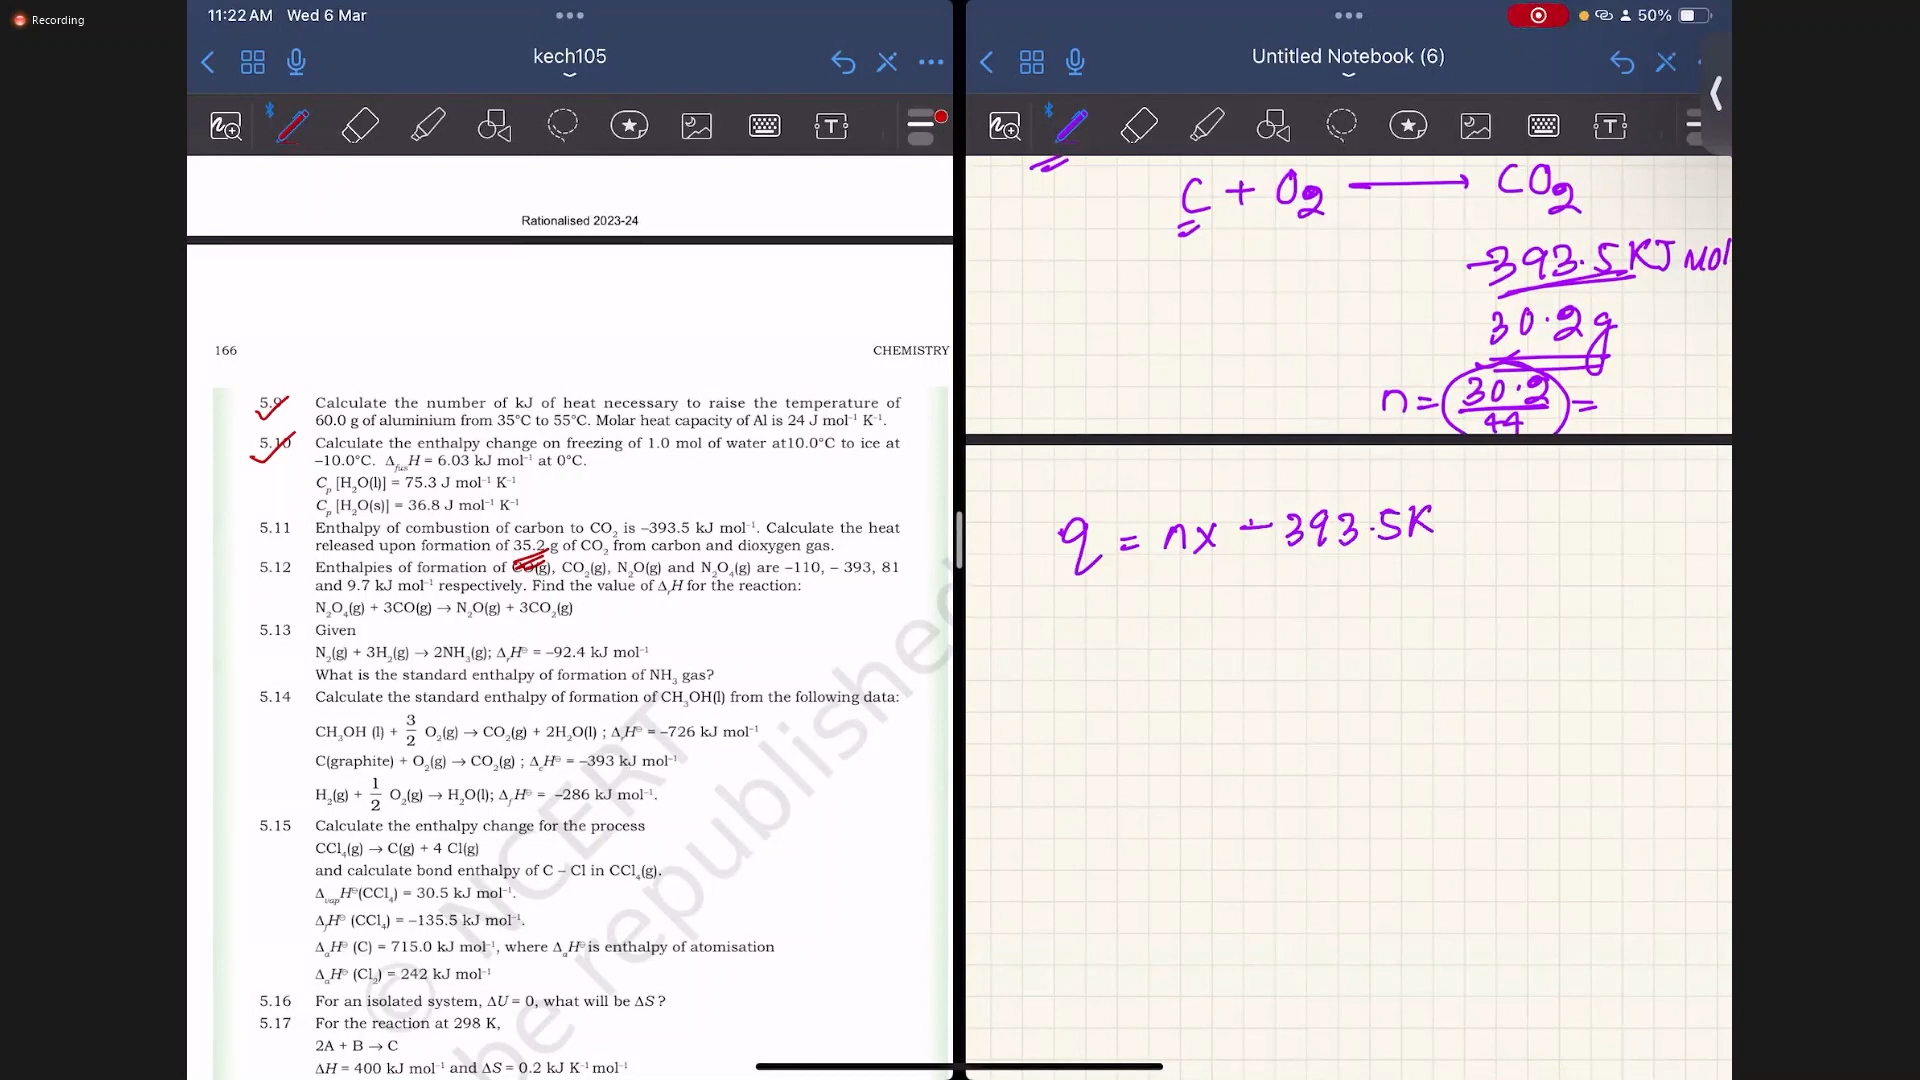 Recording
11:22 AM Wed 6 Mar
50%
kech105
Untitled Notebook (6)
Rationalised 2023-24
166
CHEMISTRY
5.9 Calculate the number of kJ of heat necessary to raise the temperature of
60.0 g of aluminium from 35°C to 55°C. Molar heat capacity of Al is 24 J mol⁻¹ K⁻¹.
5.10 Calculate the enthalpy change on freezing of 1.0 mol of water at10.0°C to ice at
–10.0°C. ΔfusH = 6.03 kJ mol⁻¹ at 0°C.
Cp [H₂O(l)] = 75.3 J mol⁻¹ K⁻¹
Cp [H₂O(s)] = 36.8 J mol⁻¹ K⁻¹
5.11 Enthalpy of combustion of carbon to CO₂ is –393.5 kJ mol⁻¹. Calculate the heat
released upon formation of 35.2 g of CO₂ from carbon and dioxygen gas.
5.12 Enthalpies of formation of CO(g), CO₂(g), N₂O(g) and N₂O₄(g) are –110, – 393, 81
and 9.7 kJ mol⁻¹ respectively. Find the value of ΔrH for the reaction:
N₂O₄(g) + 3CO(g) → N₂O(g) + 3CO₂(g)
5.13 Given
N₂(g) + 3H₂(g) → 2NH₃(g); ΔrH⊖ = –92.4 kJ mol⁻¹
What is the standard enthalpy of formation of NH₃ gas?
5.14 Calculate the standard enthalpy of formation of CH₃OH(l) from the following data:
CH₃OH (l) + 3/2 O₂(g) → CO₂(g) + 2H₂O(l) ; ΔrH⊖ = –726 kJ mol⁻¹
C(graphite) + O₂(g) → CO₂(g) ; ΔcH⊖ = –393 kJ mol⁻¹
H₂(g) + 1/2 O₂(g) → H₂O(l); ΔfH⊖ = –286 kJ mol⁻¹.
5.15 Calculate the enthalpy change for the process
CCl₄(g) → C(g) + 4 Cl(g)
and calculate bond enthalpy of C – Cl in CCl₄(g).
ΔvapH⊖(CCl₄) = 30.5 kJ mol⁻¹.
ΔfH⊖ (CCl₄) = –135.5 kJ mol⁻¹.
ΔaH⊖ (C) = 715.0 kJ mol⁻¹, where ΔaH⊖ is enthalpy of atomisation
ΔaH⊖ (Cl₂) = 242 kJ mol⁻¹
5.16 For an isolated system, ΔU = 0, what will be ΔS ?
5.17 For the reaction at 298 K,
2A + B → C
ΔH = 400 kJ mol⁻¹ and ΔS = 0.2 kJ K⁻¹ mol⁻¹
© NCERT
be republished
C + O₂ → CO₂
-393.5 KJ mol
30.2g
n = 30.2/44 =
q = nx -393.5K